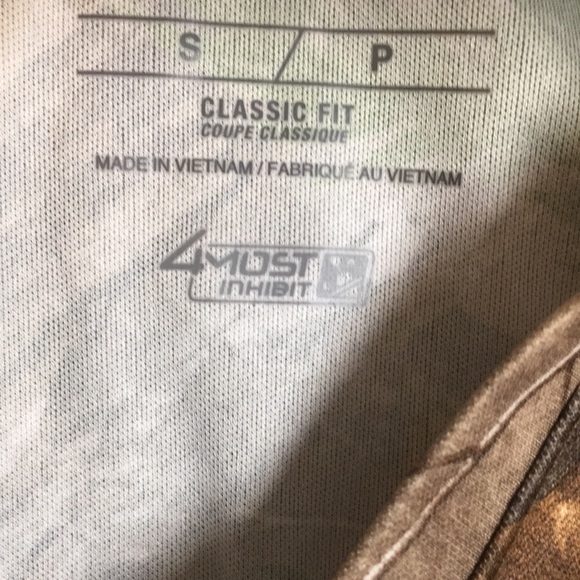 S / P
CLASSIC FIT
COUPE CLASSIQUE
MADE IN VIETNAM / FABRIQUÉ AU VIETNAM
4MOST
INHIBIT